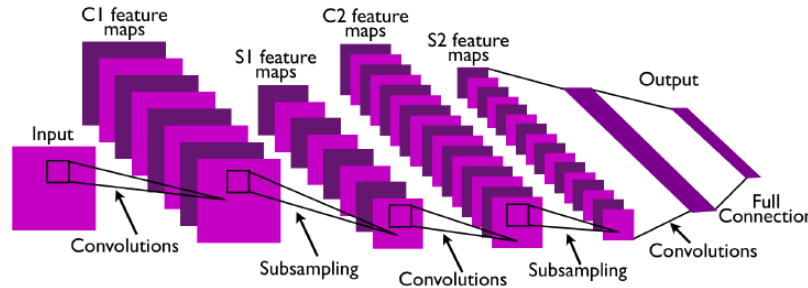 C1 feature
maps
S1 feature
maps
C2 feature
maps
S2 feature
maps
Output
Input
Convolutions
Subsampling
Convolutions
Subsampling
Convolutions
Full
Connection